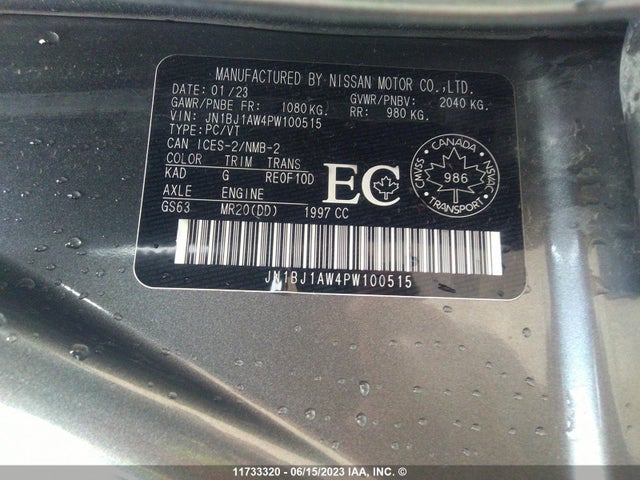 MANUFACTURED BY NISSAN MOTOR CO.,LTD.
DATE: 01/23
GAWR/PNBE FR: 1080 KG. GVWR/PNBV: 2040 KG.
RR: 980 KG.
VIN: JN1BJ1AW4PW100515
TYPE: PC/VT
CAN ICES-2/NMB-2
COLOR TRIM TRANS
KAD G RE0F10D
AXLE ENGINE
GS63 MR20(DD) 1997 CC
EC
CANADA
CMVSS 986 NSVAC
TRANSPORT
JN1BJ1AW4PW100515
11733320 - 06/15/2023 IAA, INC. ©